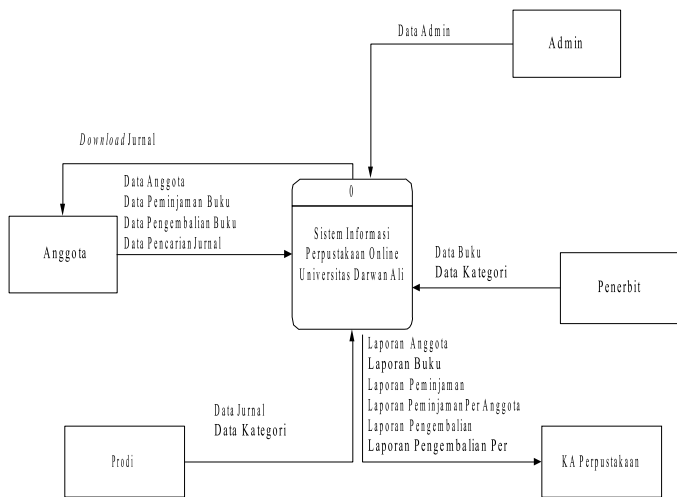 Data Admin
Admin
Download Jurnal
Data Anggota
Data Peminjaman Buku
Data Pengembalian Buku
Data Pencarian Jurnal
Anggota
0
Sistem Informasi
Perpustakaan Online
Universitas Darwan Ali
Data Buku
Data Kategori
Penerbit
Laporan Anggota
Laporan Buku
Laporan Peminjaman
Laporan Peminjaman Per Anggota
Laporan Pengembalian
Laporan Pengembalian Per
Data Jurnal
Data Kategori
Prodi
KA Perpustakaan